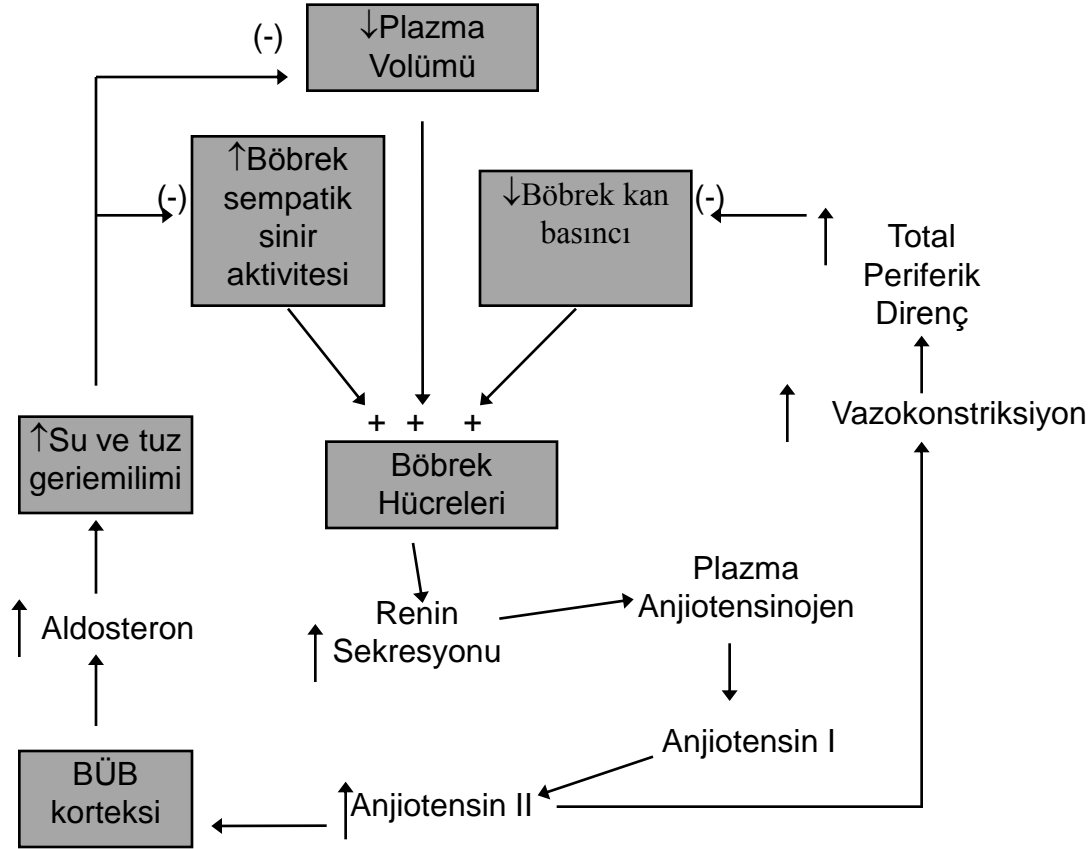 (-)
↓Plazma
Volümü
↑Böbrek
sempatik
sinir
aktivitesi
(-)
↓Böbrek kan
basıncı
(-)
Total
Periferik
Direnç
Vazokonstriksiyon
+ + +
Böbrek
Hücreleri
↑Su ve tuz
geriemilimi
Plazma
Anjiotensinojen
Renin
Sekresyonu
Aldosteron
Anjiotensin I
BÜB
korteksi
Anjiotensin II